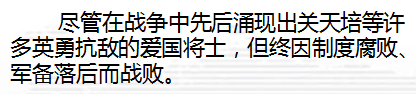 尽管在战争中先后涌现出关天培等许
多英勇抗敌的爱国将士，但终因制度腐败、
军备落后而战败。